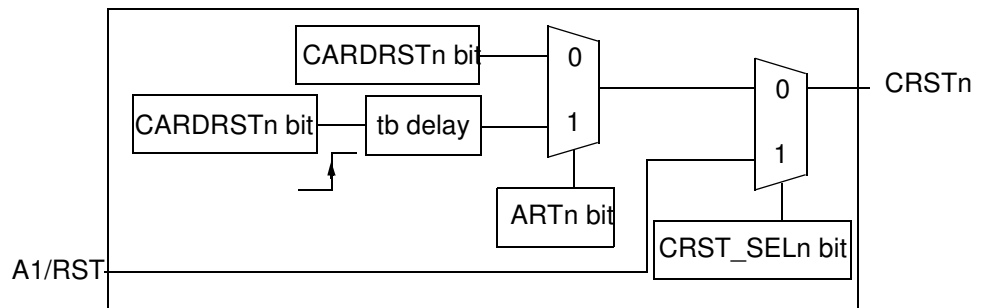 CARDRSTn bit
0
CRSTn
0
CARDRSTn bit
tb delay
1
1
ARTn bit
CRST_SELn bit
A1/RST